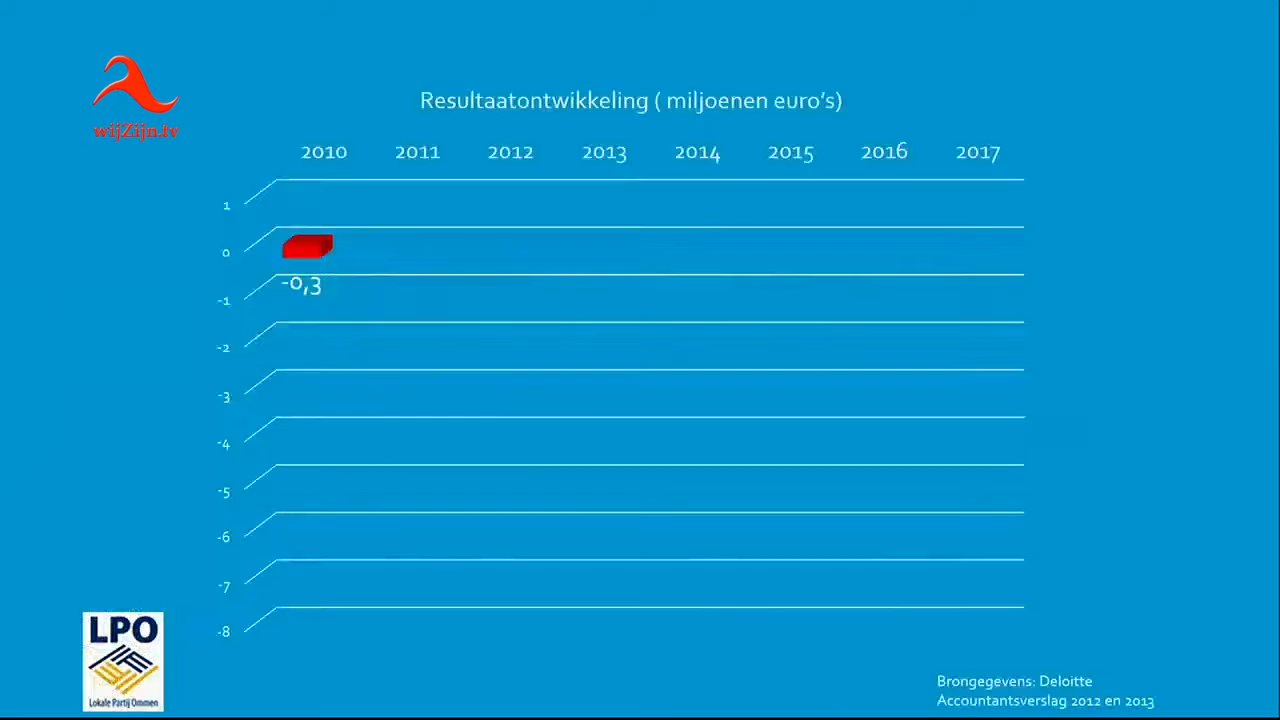 wijZijn.tv
Resultaatontwikkeling ( miljoenen euro's)
2010 2011 2012 2013 2014 2015 2016 2017
1
0
-0,3
-1
-2
-3
-4
-5
-6
-7
-8
LPO
Lokale Partij Ommen
Brongegevens: Deloitte
Accountantsverslag 2012 en 2013